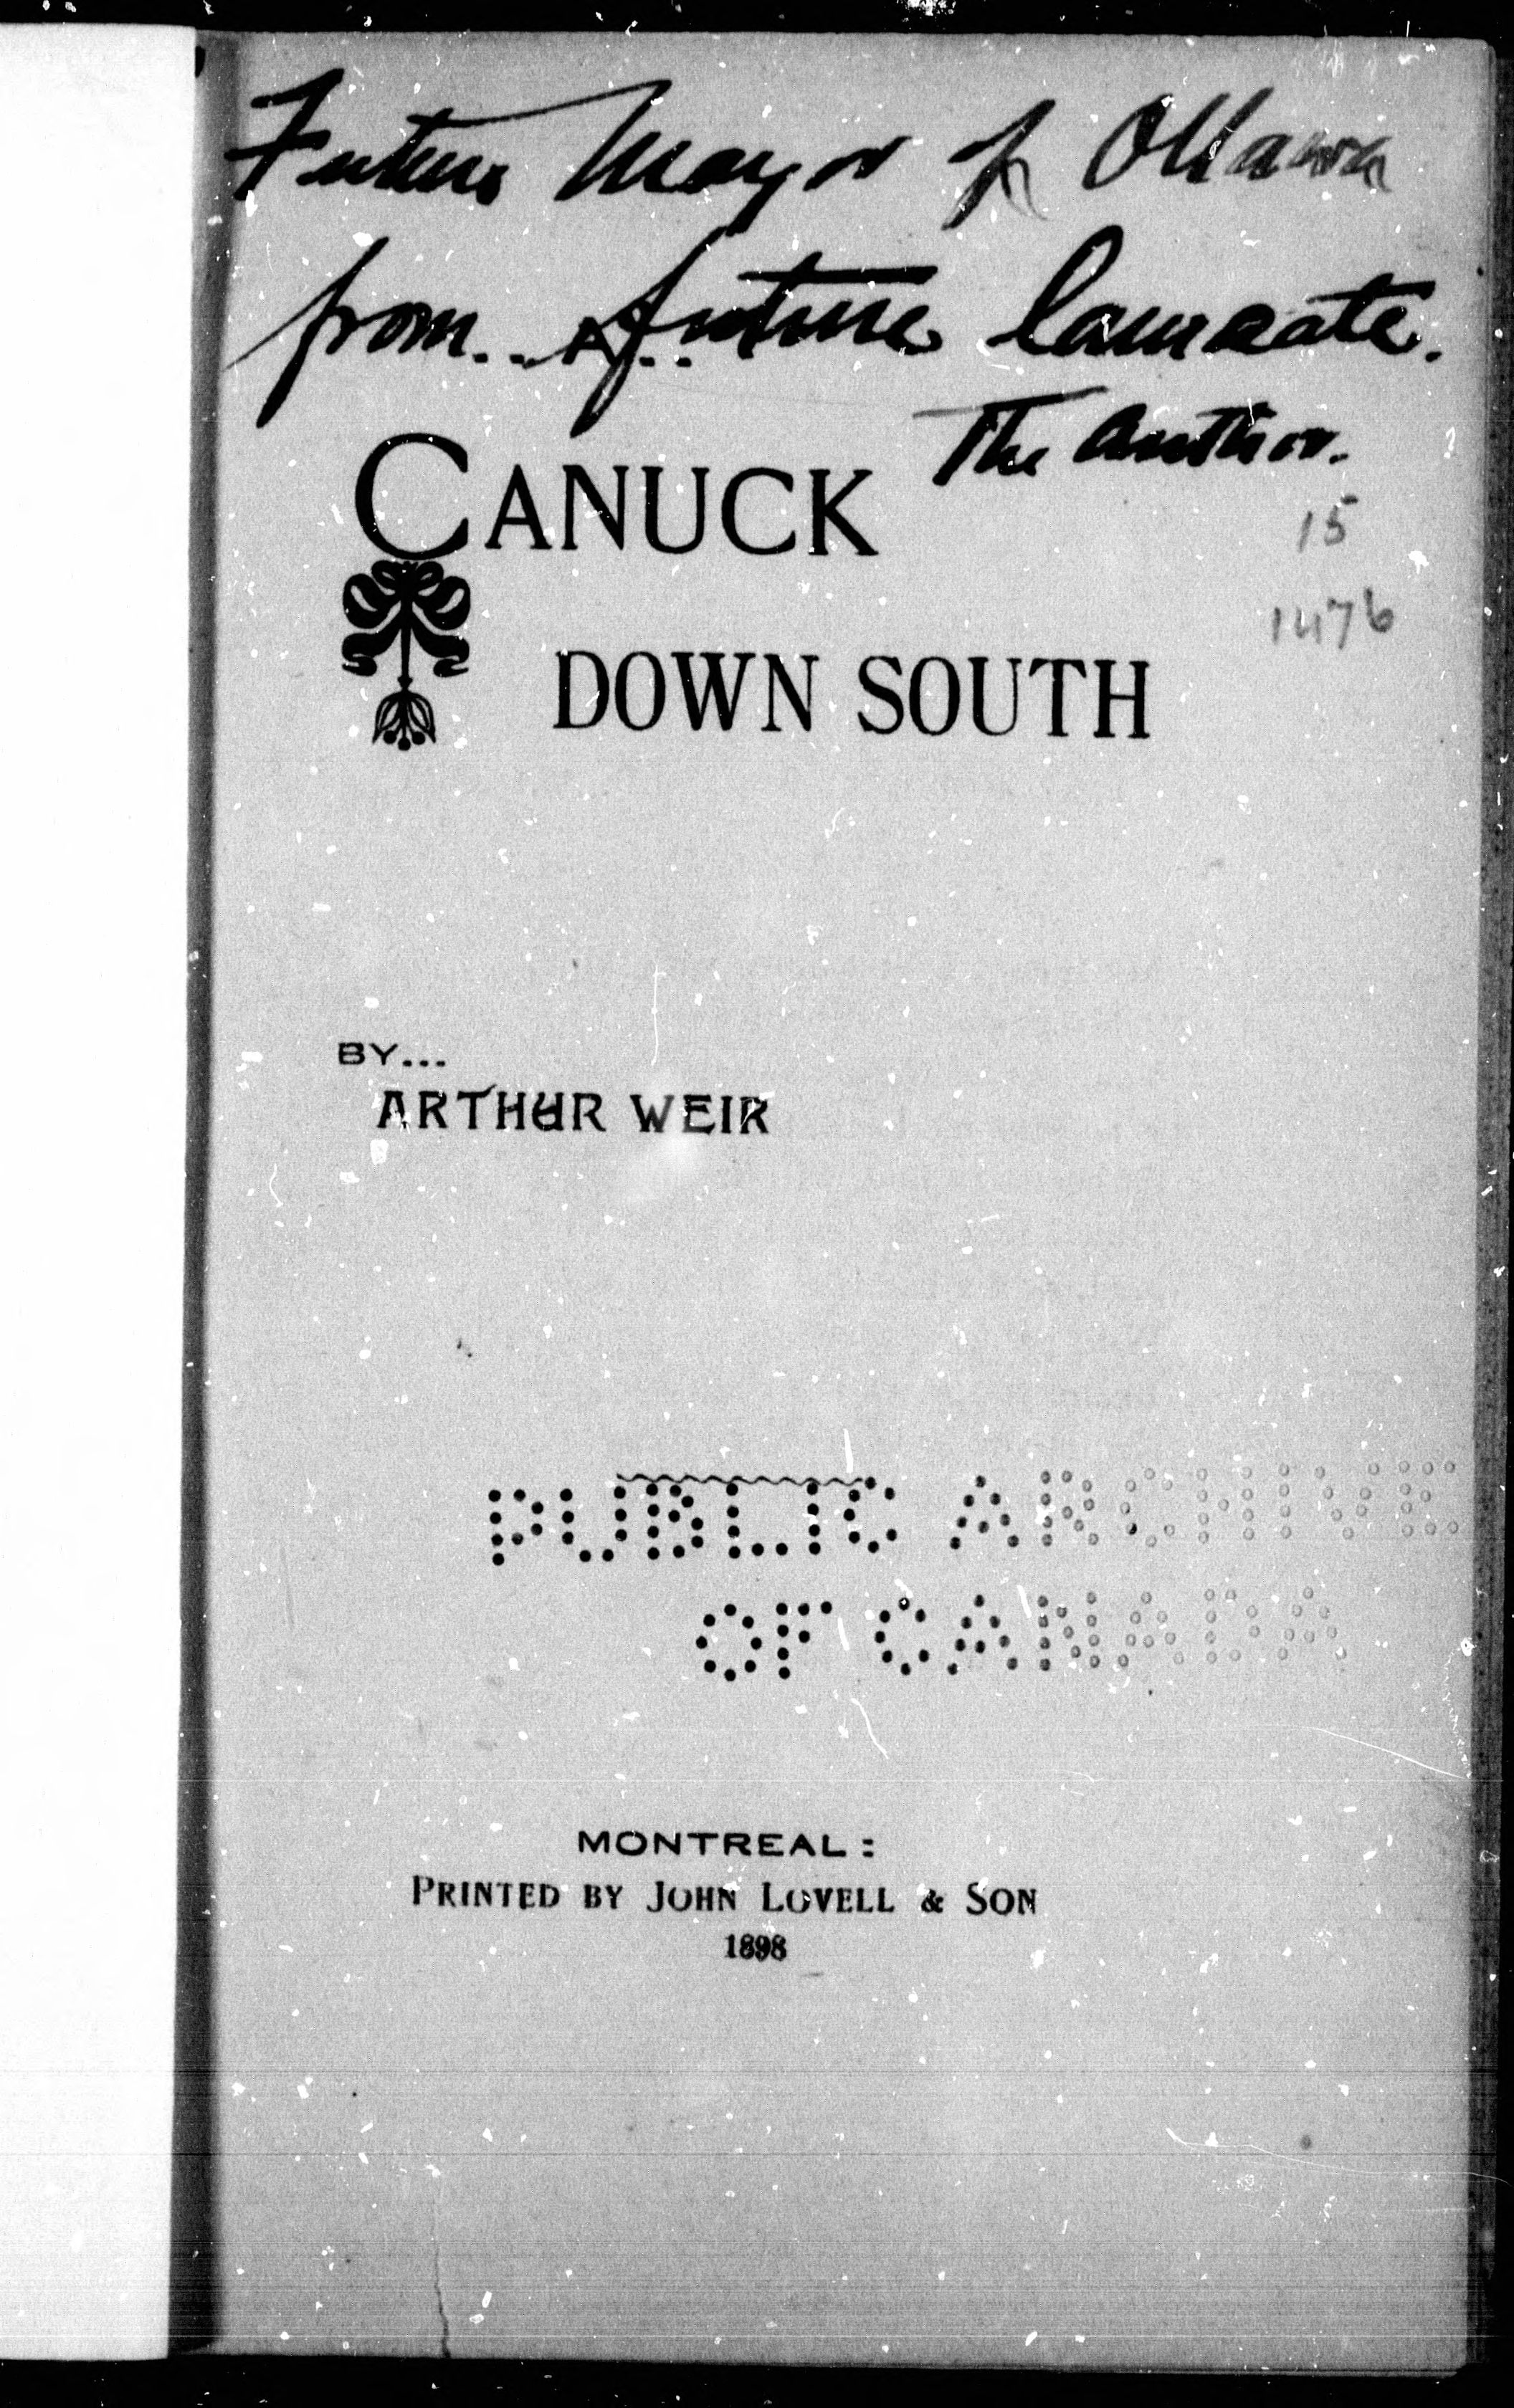 Future Mayor of Ottawa
from... A.. future laureate.
The Author.
CANUCK
15
1476
DOWN SOUTH
BY...
ARTHUR WEIR
PUBLIC ARCHIVES
OF CANADA
MONTREAL:
PRINTED BY JOHN LOVELL & SON
1898